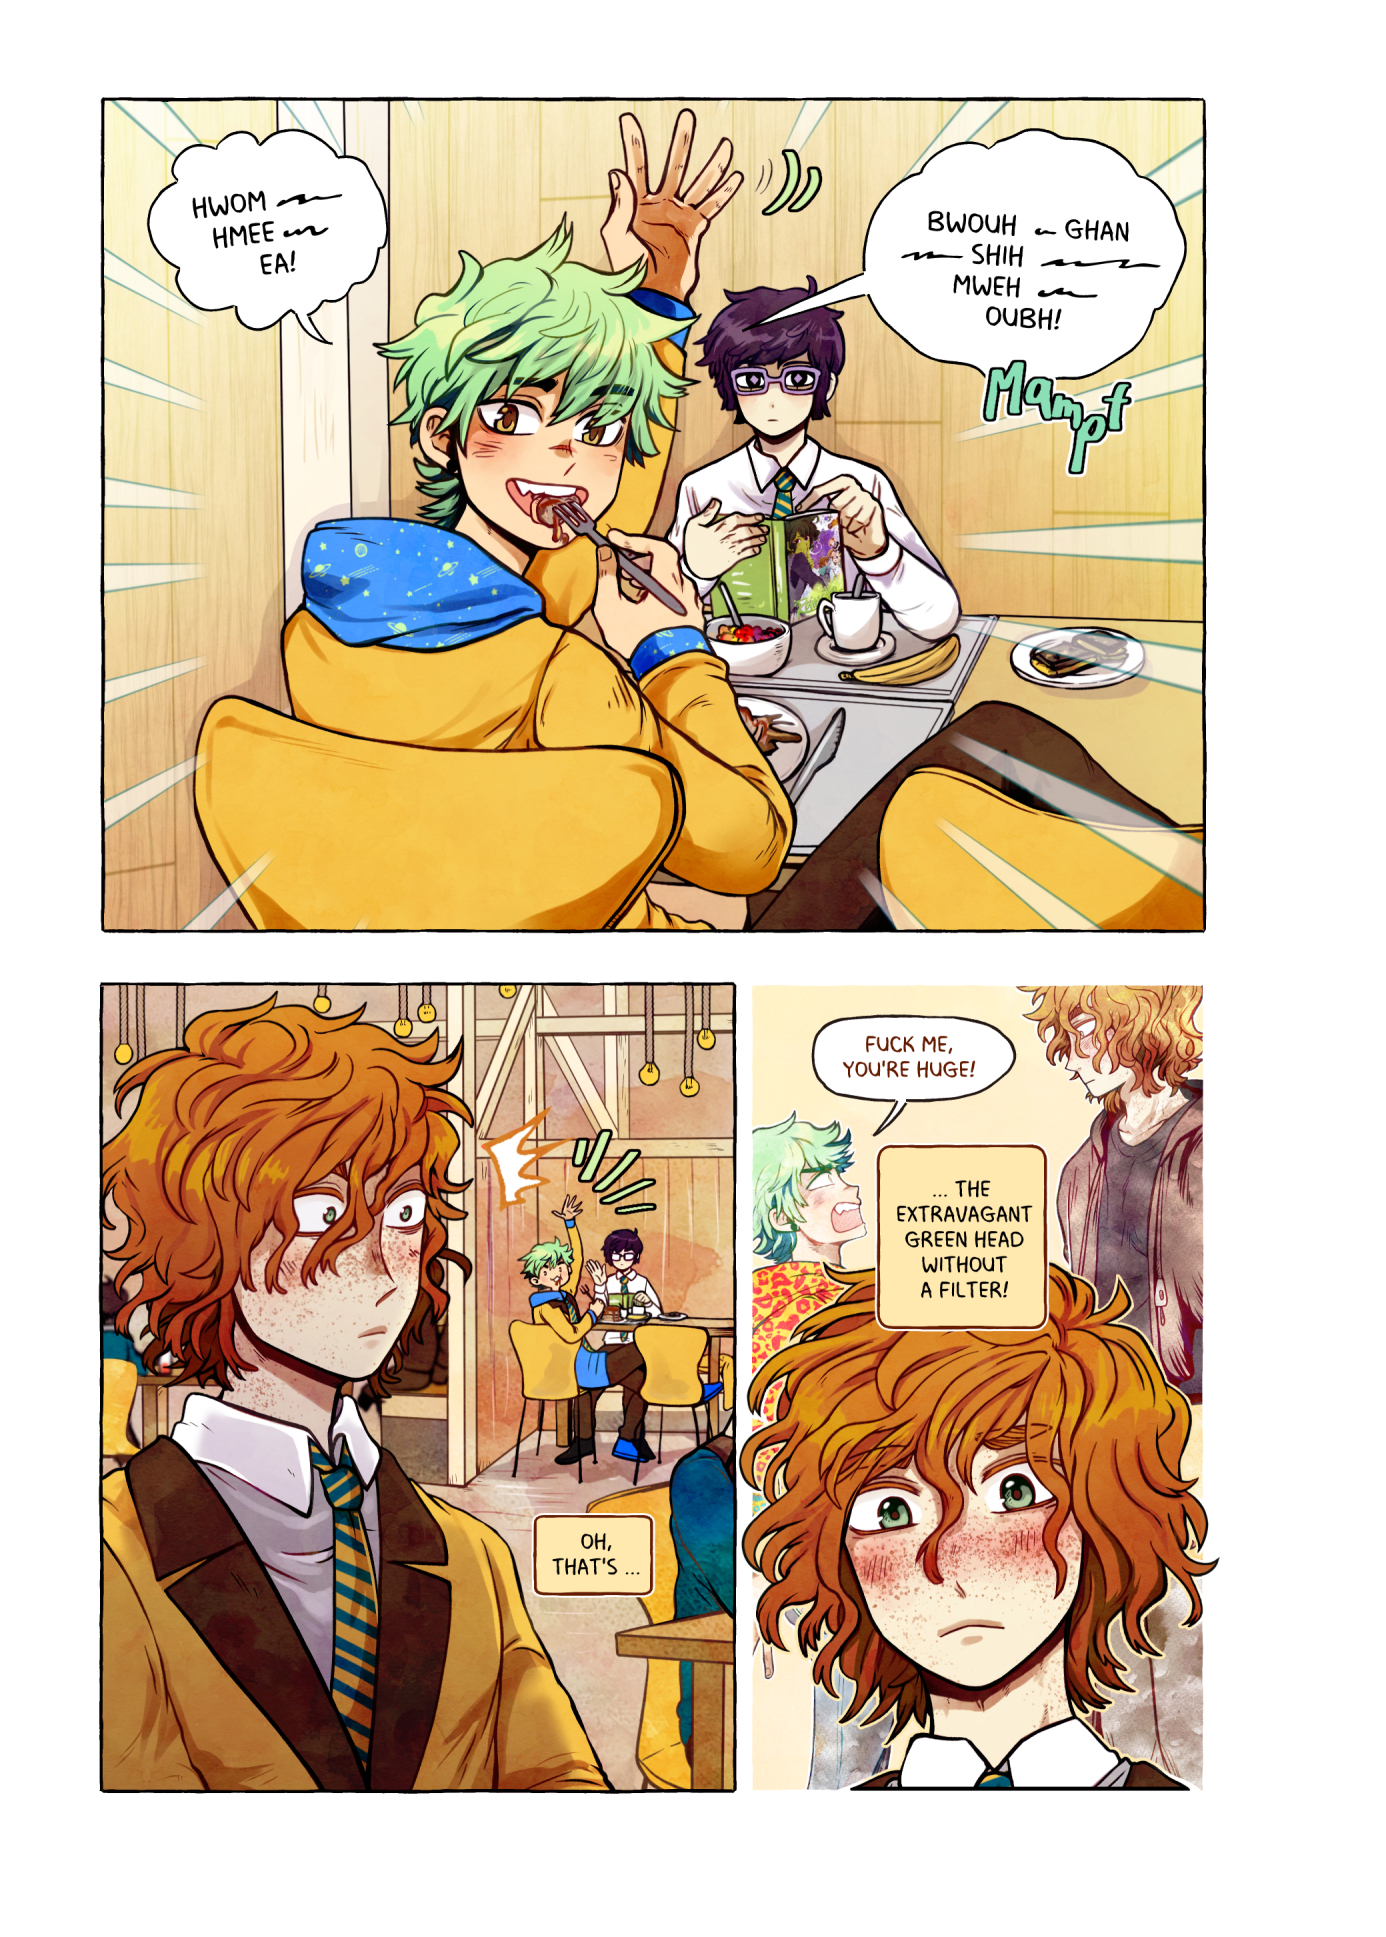 HWOM
HMEE
EA!
BWOUH GHAN
SHIH
MWEH
OUBH!
Mampf
OH,
THAT'S ...
FUCK ME,
YOU'RE HUGE!
... THE
EXTRAVAGANT
GREEN HEAD
WITHOUT
A FILTER!